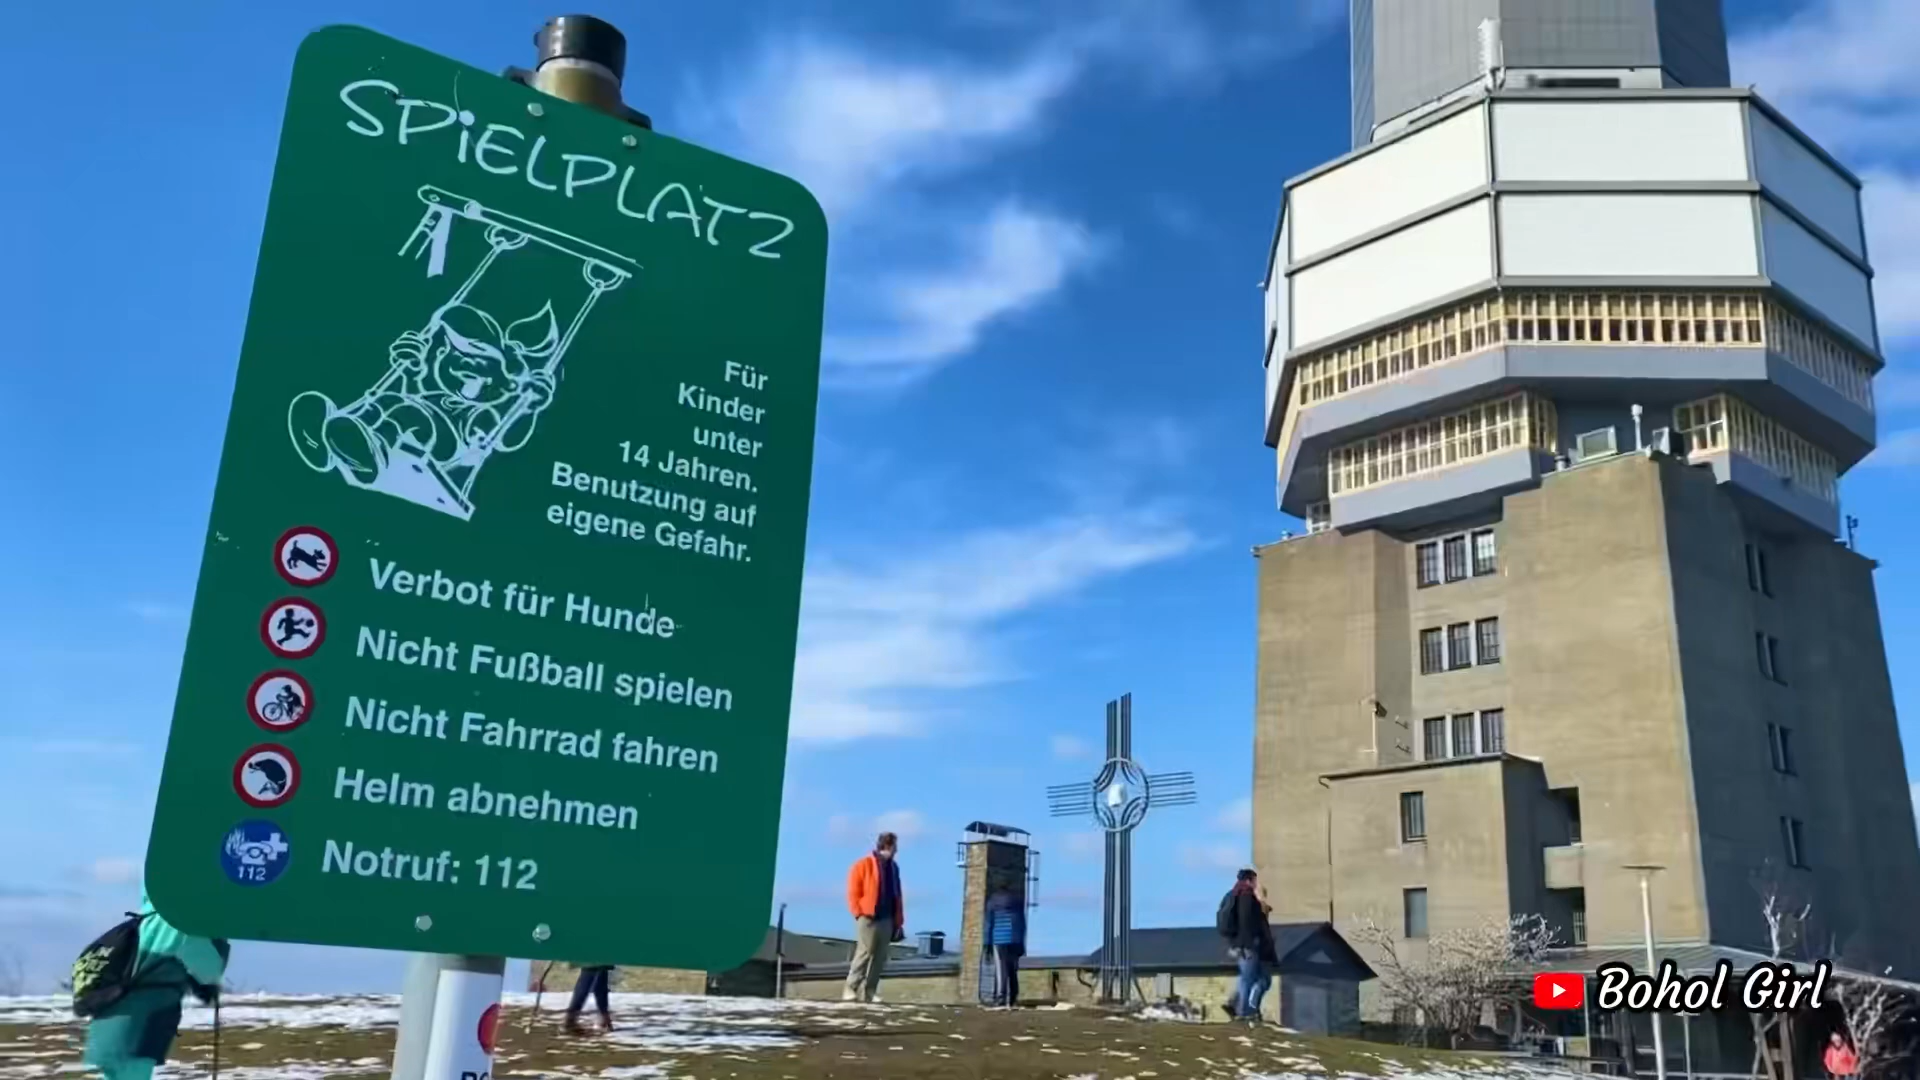 SPiELPLATZ
Für
Kinder
unter
14 Jahren.
Benutzung auf
eigene Gefahr.
Verbot für Hunde
Nicht Fußball spielen
Nicht Fahrrad fahren
Helm abnehmen
112
Notruf: 112
Bohol Girl